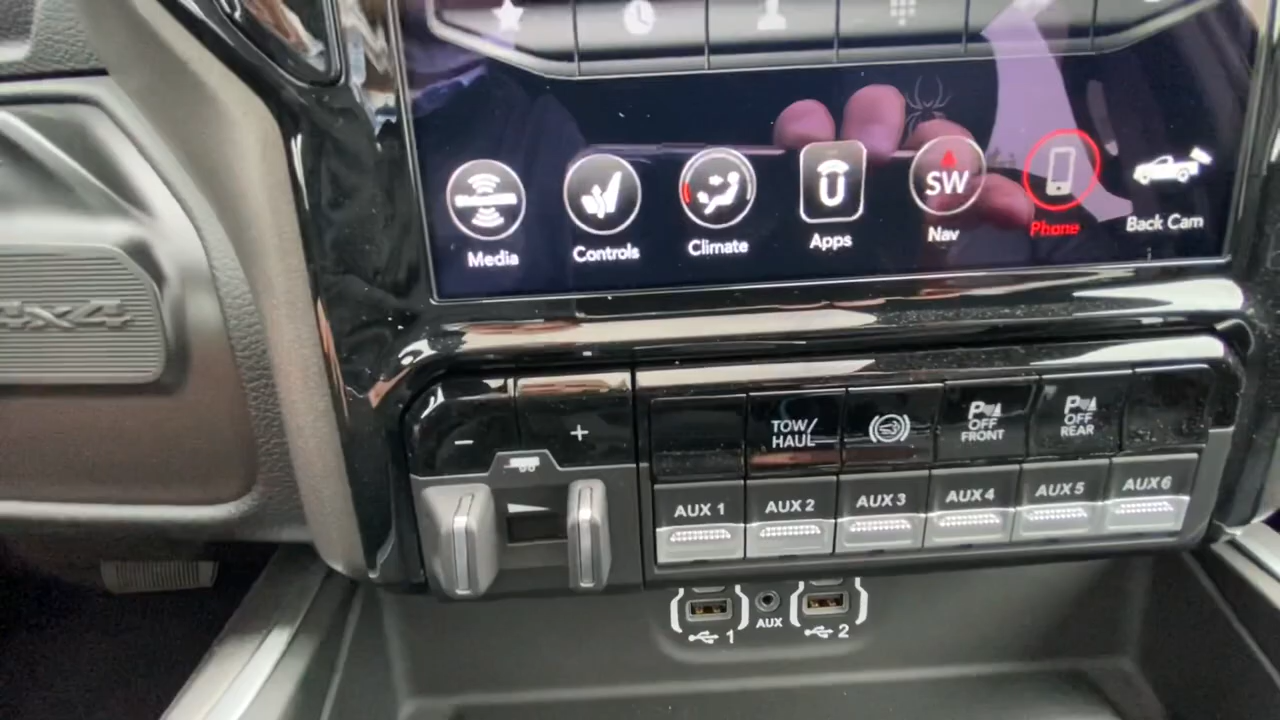 SW
Media
Controls
Climate
Apps
Nav
Phone
Back Cam
4x4
- +
TOW/
HAUL
P
OFF
FRONT
P
OFF
REAR
AUX 1
AUX 2
AUX 3
AUX 4
AUX 5
AUX 6
1
AUX
2